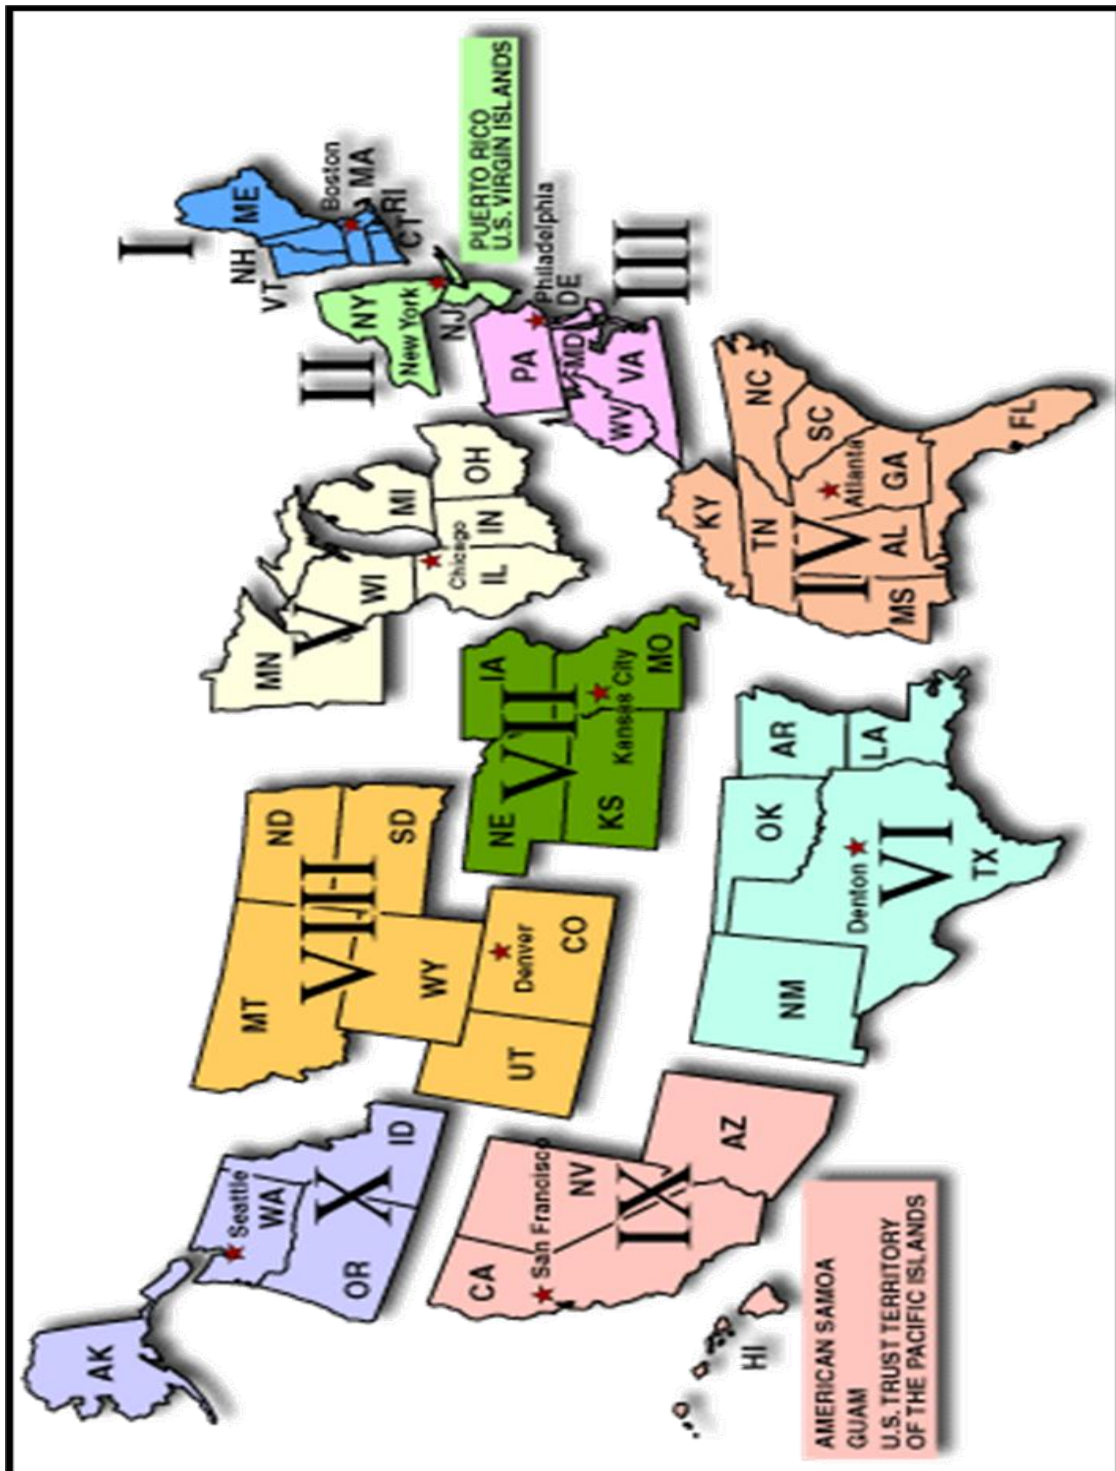 I
ME
NH
VT
Boston
MA
RI
CT
II
NY
New York
NJ
PUERTO RICO
U.S. VIRGIN ISLANDS
III
PA
Philadelphia
DE
MD
VA
WV
IV
KY
TN
NC
SC
Atlanta
GA
AL
MS
FL
V
MN
WI
MI
Chicago
IL
IN
OH
VI
NM
OK
AR
LA
Denton
TX
VII
NE
IA
KS
Kansas City
MO
VIII
MT
ND
SD
WY
UT
Denver
CO
IX
CA
San Francisco
NV
AZ
HI
AMERICAN SAMOA
GUAM
U.S. TRUST TERRITORY
OF THE PACIFIC ISLANDS
X
AK
Seattle
WA
OR
ID